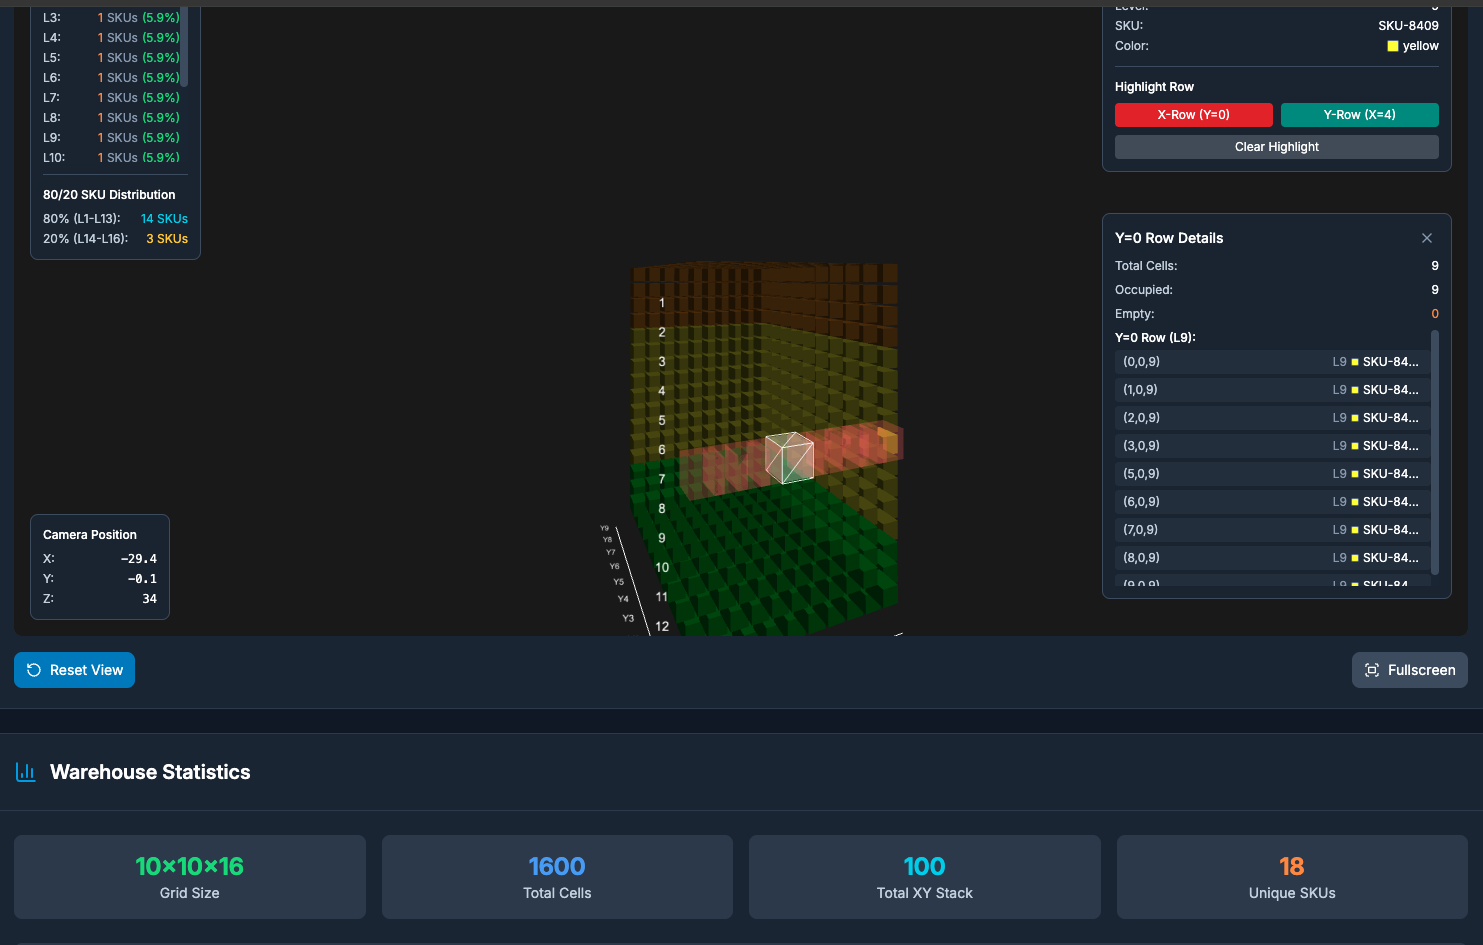 L3: 1 SKUs (5.9%)
L4: 1 SKUs (5.9%)
L5: 1 SKUs (5.9%)
L6: 1 SKUs (5.9%)
L7: 1 SKUs (5.9%)
L8: 1 SKUs (5.9%)
L9: 1 SKUs (5.9%)
L10: 1 SKUs (5.9%)
80/20 SKU Distribution
80% (L1-L13): 14 SKUs
20% (L14-L16): 3 SKUs
Level:
SKU: SKU-8409
Color: yellow
Highlight Row
X-Row (Y=0) Y-Row (X=4)
Clear Highlight
Y=0 Row Details
Total Cells: 9
Occupied: 9
Empty: 0
Y=0 Row (L9):
(0,0,9) L9 SKU-84...
(1,0,9) L9 SKU-84...
(2,0,9) L9 SKU-84...
(3,0,9) L9 SKU-84...
(5,0,9) L9 SKU-84...
(6,0,9) L9 SKU-84...
(7,0,9) L9 SKU-84...
(8,0,9) L9 SKU-84...
(9,0,9) L9 SKU-84...
1
2
3
4
5
6
7
8
9
10
11
12
Y9
Y8
Y7
Y6
Y5
Y4
Y3
Camera Position
X: -29.4
Y: -0.1
Z: 34
Reset View
Fullscreen
Warehouse Statistics
10×10×16
Grid Size
1600
Total Cells
100
Total XY Stack
18
Unique SKUs